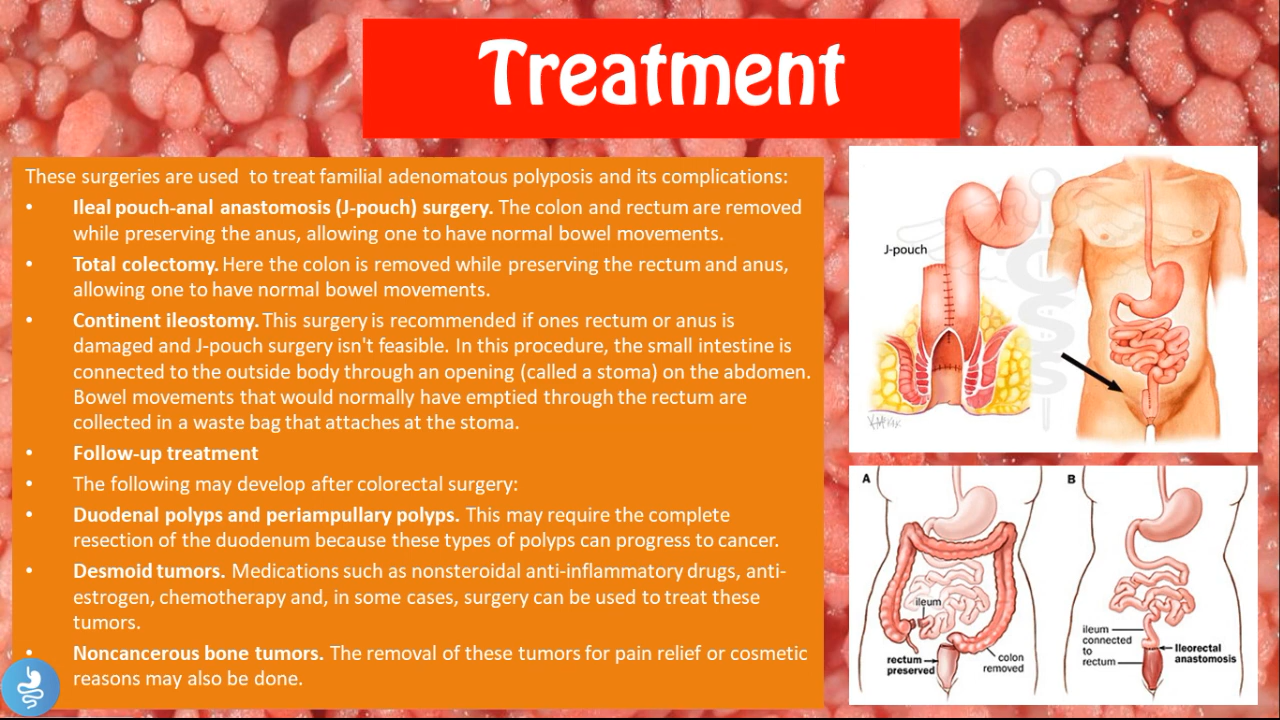 Treatment
These surgeries are used  to treat familial adenomatous polyposis and its complications:
• Ileal pouch-anal anastomosis (J-pouch) surgery. The colon and rectum are removed
while preserving the anus, allowing one to have normal bowel movements.
• Total colectomy. Here the colon is removed while preserving the rectum and anus,
allowing one to have normal bowel movements.
• Continent ileostomy. This surgery is recommended if ones rectum or anus is
damaged and J-pouch surgery isn't feasible. In this procedure, the small intestine is
connected to the outside body through an opening (called a stoma) on the abdomen.
Bowel movements that would normally have emptied through the rectum are
collected in a waste bag that attaches at the stoma.
• Follow-up treatment
• The following may develop after colorectal surgery:
• Duodenal polyps and periampullary polyps. This may require the complete
resection of the duodenum because these types of polyps can progress to cancer.
• Desmoid tumors. Medications such as nonsteroidal anti-inflammatory drugs, anti-
estrogen, chemotherapy and, in some cases, surgery can be used to treat these
tumors.
• Noncancerous bone tumors. The removal of these tumors for pain relief or cosmetic
reasons may also be done.
J-pouch
A
ileum
rectum
preserved
colon
removed
B
ileum
connected
to
rectum
Ileorectal
anastomosis